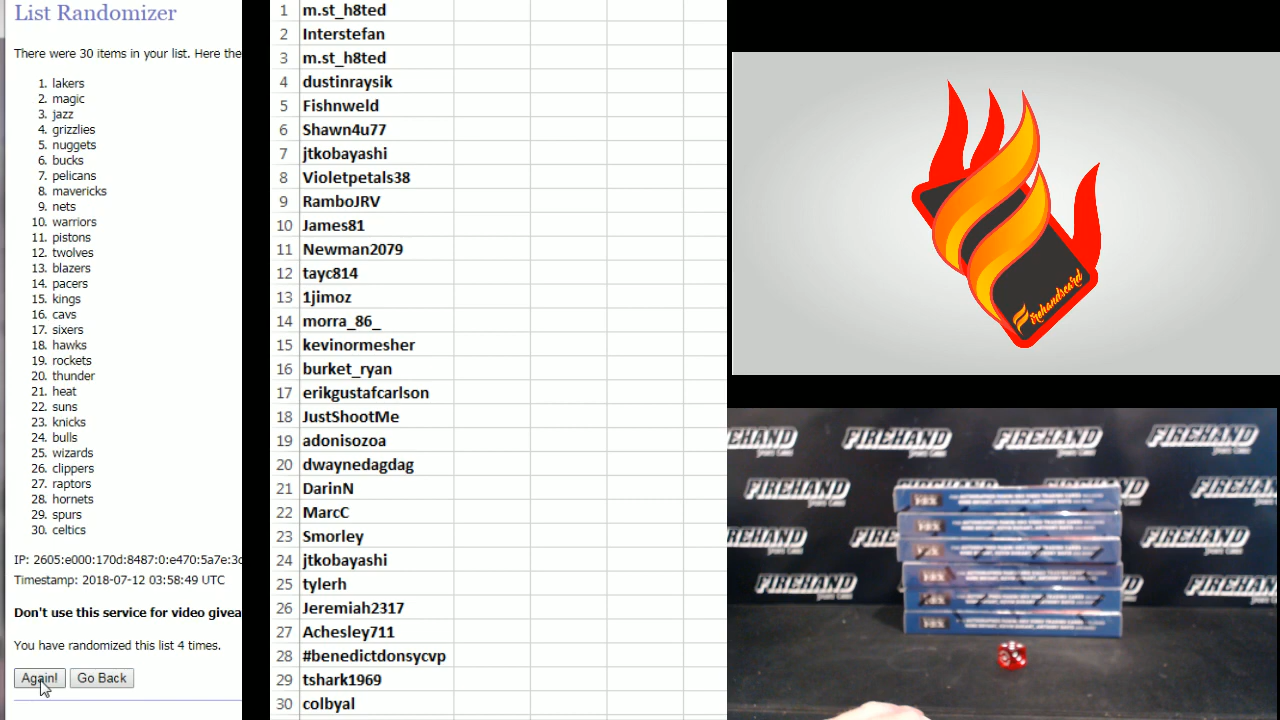 List Randomizer
There were 30 items in your list. Here the
1. lakers
2. magic
3. jazz
4. grizzlies
5. nuggets
6. bucks
7. pelicans
8. mavericks
9. nets
10. warriors
11. pistons
12. twolves
13. blazers
14. pacers
15. kings
16. cavs
17. sixers
18. hawks
19. rockets
20. thunder
21. heat
22. suns
23. knicks
24. bulls
25. wizards
26. clippers
27. raptors
28. hornets
29. spurs
30. celtics
IP: 2605:e000:170d:8487:0:e470:5a7e:3c
Timestamp: 2018-07-12 03:58:49 UTC
Don't use this service for video givea
You have randomized this list 4 times.
Again! Go Back
1 m.st_h8ted
2 Interstefan
3 m.st_h8ted
4 dustinraysik
5 Fishnweld
6 Shawn4u77
7 jtkobayashi
8 Violetpetals38
9 RamboJRV
10 James81
11 Newman2079
12 tayc814
13 1jimoz
14 morra_86_
15 kevinormesher
16 burket_ryan
17 erikgustafcarlson
18 JustShootMe
19 adonisozoa
20 dwaynedagdag
21 DarinN
22 MarcC
23 Smorley
24 jtkobayashi
25 tylerh
26 Jeremiah2317
27 Achesley711
28 #benedictdonsycvp
29 tshark1969
30 colbyal
Firehandscard
FIREHAND FIREHAND FIREHAND FIREHAND
FIREHAND FIREHAND
FIREHAND FIREHAND
FIREHAND FIREHAND